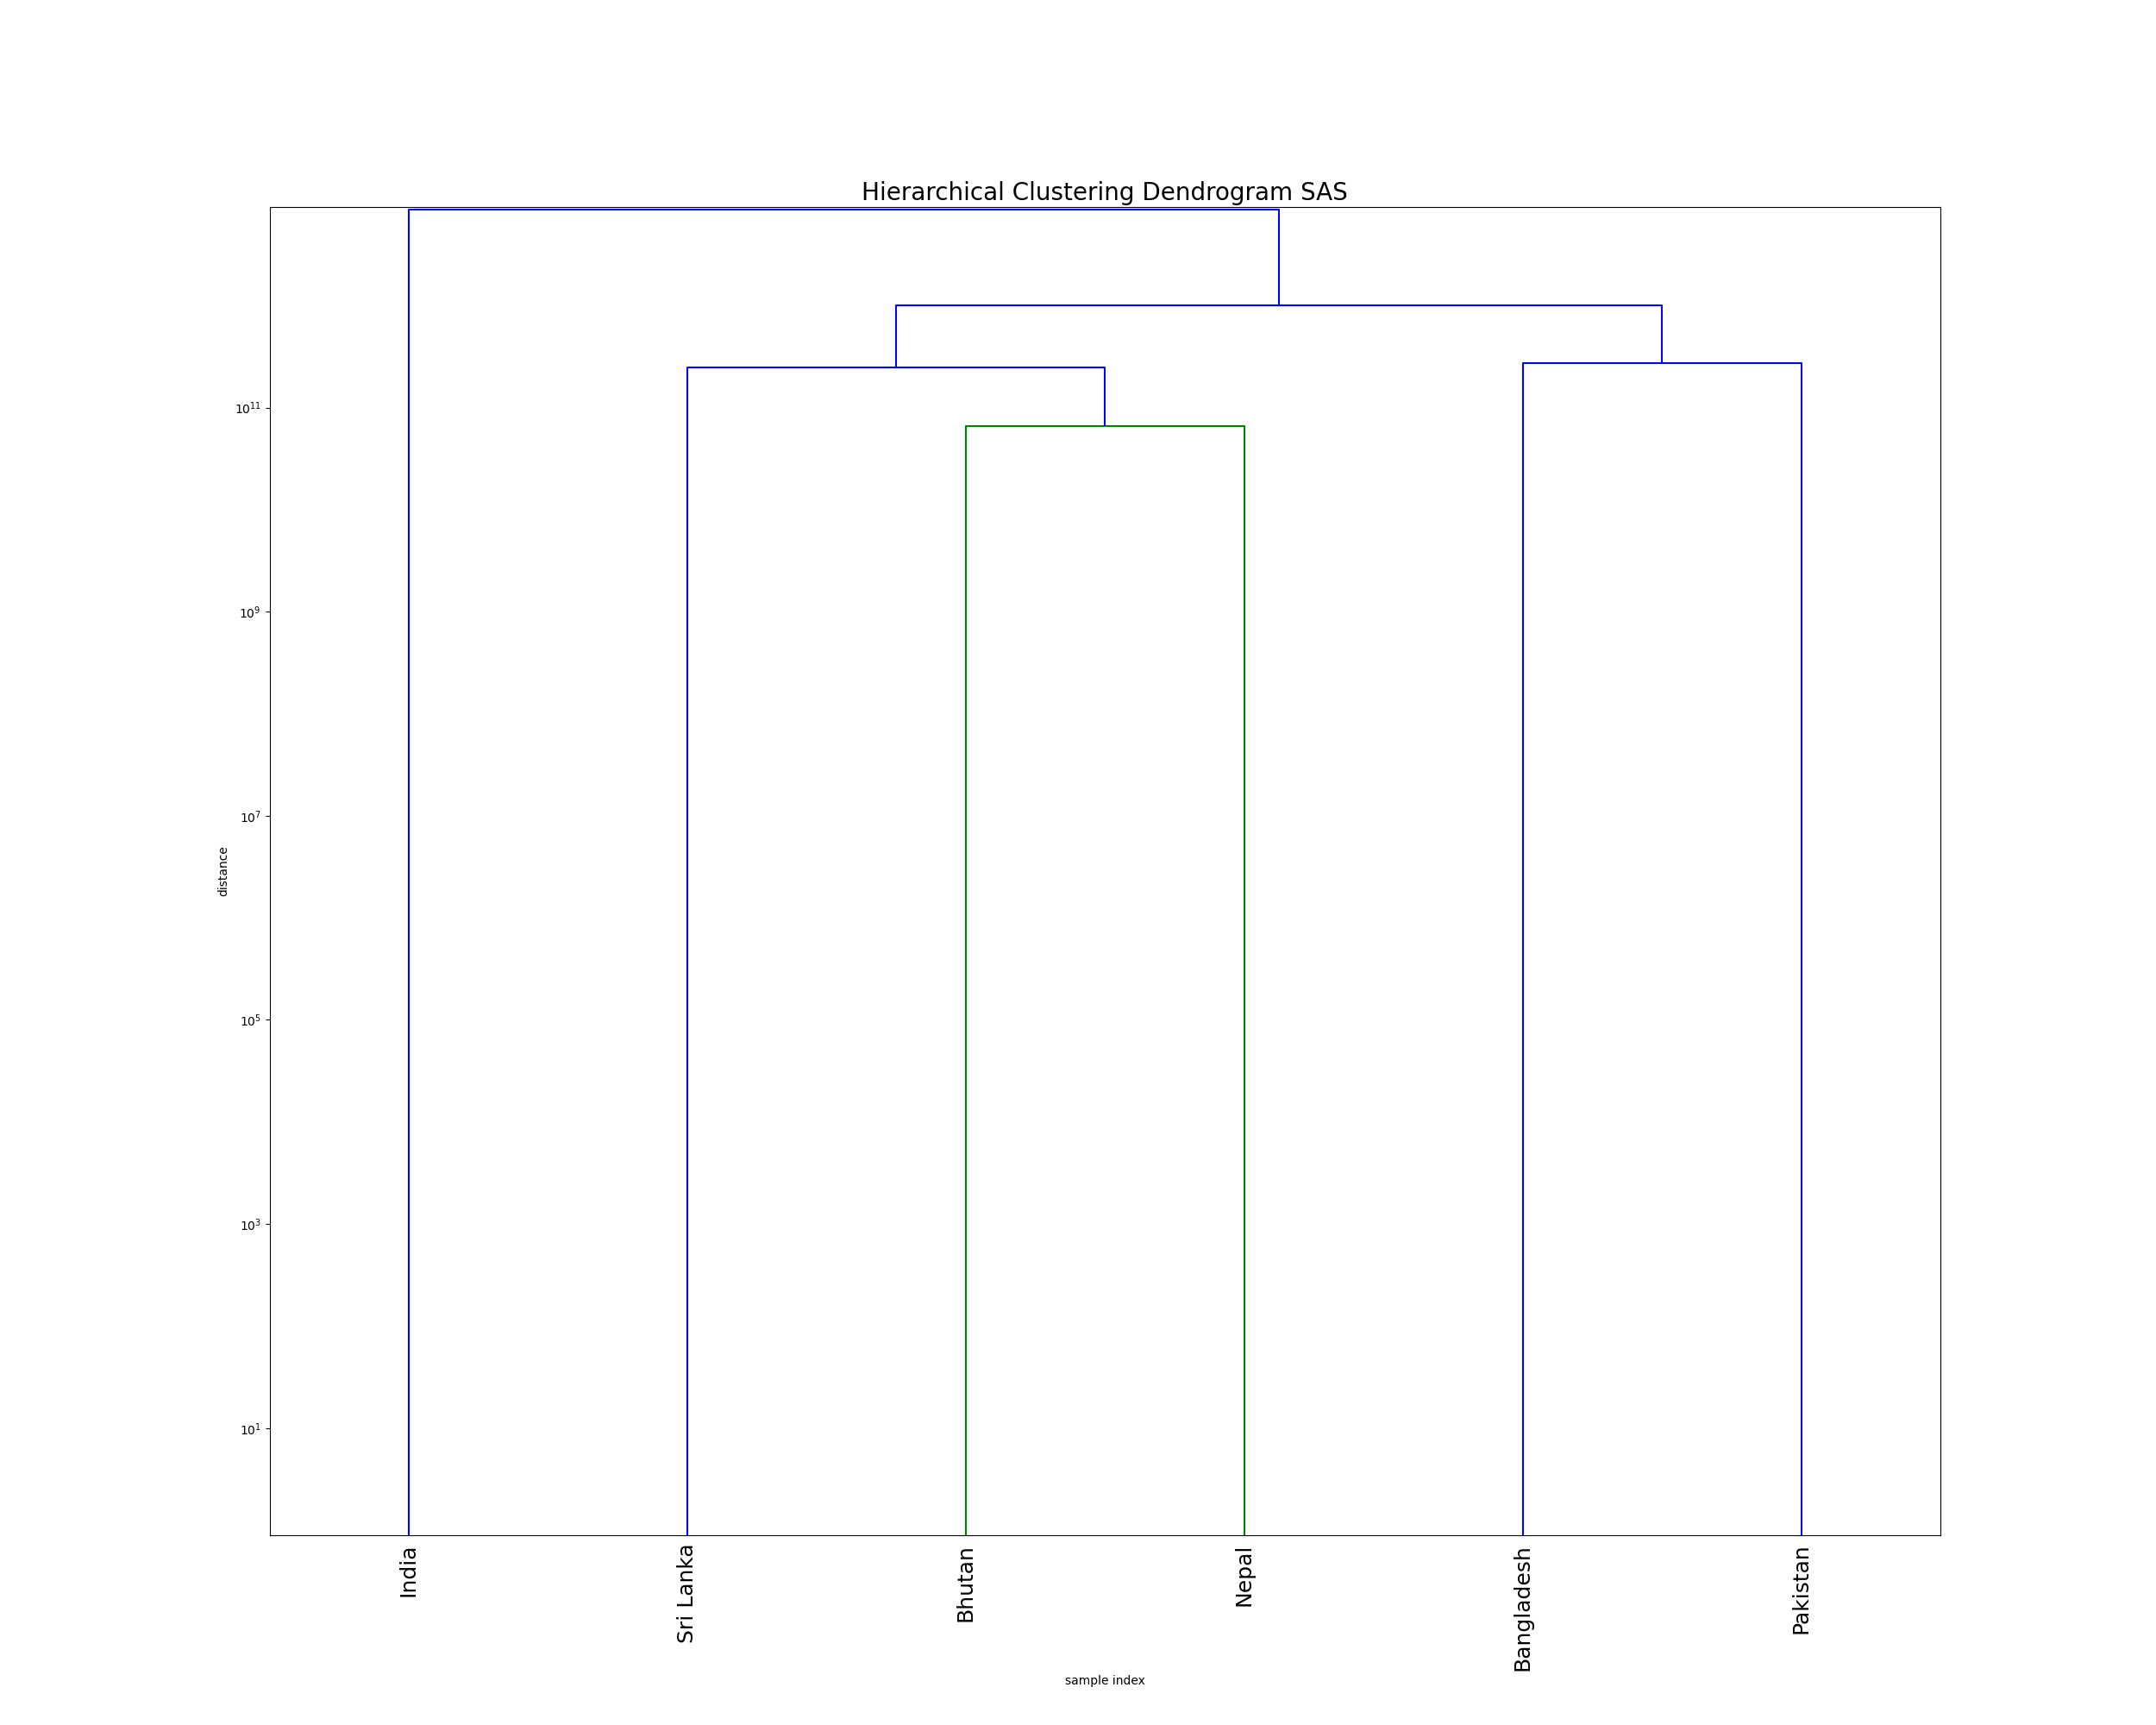 Hierarchical Clustering Dendrogram SAS
10¹¹
10⁹
10⁷
10⁵
10³
10¹
distance
India
Sri Lanka
Bhutan
Nepal
Bangladesh
Pakistan
sample index